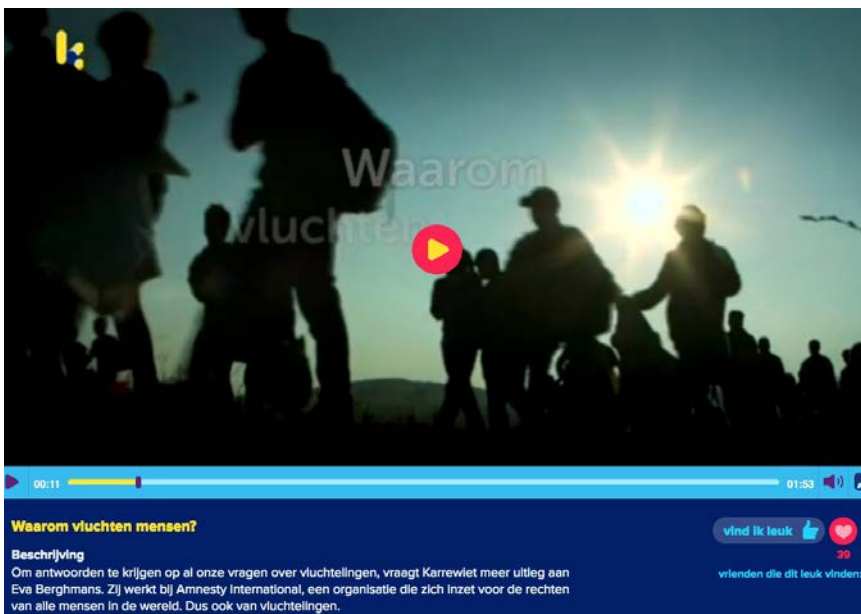 k
Waarom
vluchten
00:11
01:53
Waarom vluchten mensen?
vind ik leuk
Beschrijving
39
Om antwoorden te krijgen op al onze vragen over vluchtelingen, vraagt Karrewiet meer uitleg aan
vrienden die dit leuk vinden:
Eva Berghmans. Zij werkt bij Amnesty International, een organisatie die zich inzet voor de rechten
van alle mensen in de wereld. Dus ook van vluchtelingen.